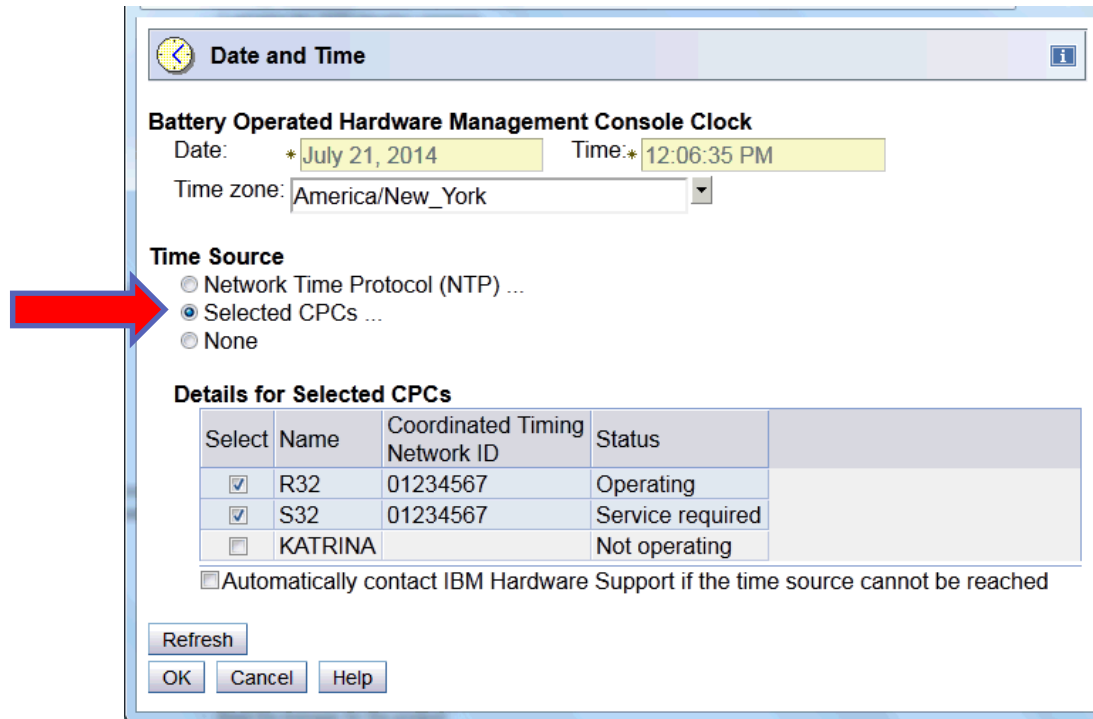 Date and Time
Battery Operated Hardware Management Console Clock
Date: * July 21, 2014 Time:* 12:06:35 PM
Time zone: America/New_York
Time Source
Network Time Protocol (NTP) ...
Selected CPCs ...
None
Details for Selected CPCs
Select Name Coordinated Timing Network ID Status
R32 01234567 Operating
S32 01234567 Service required
KATRINA Not operating
Automatically contact IBM Hardware Support if the time source cannot be reached
Refresh
OK Cancel Help